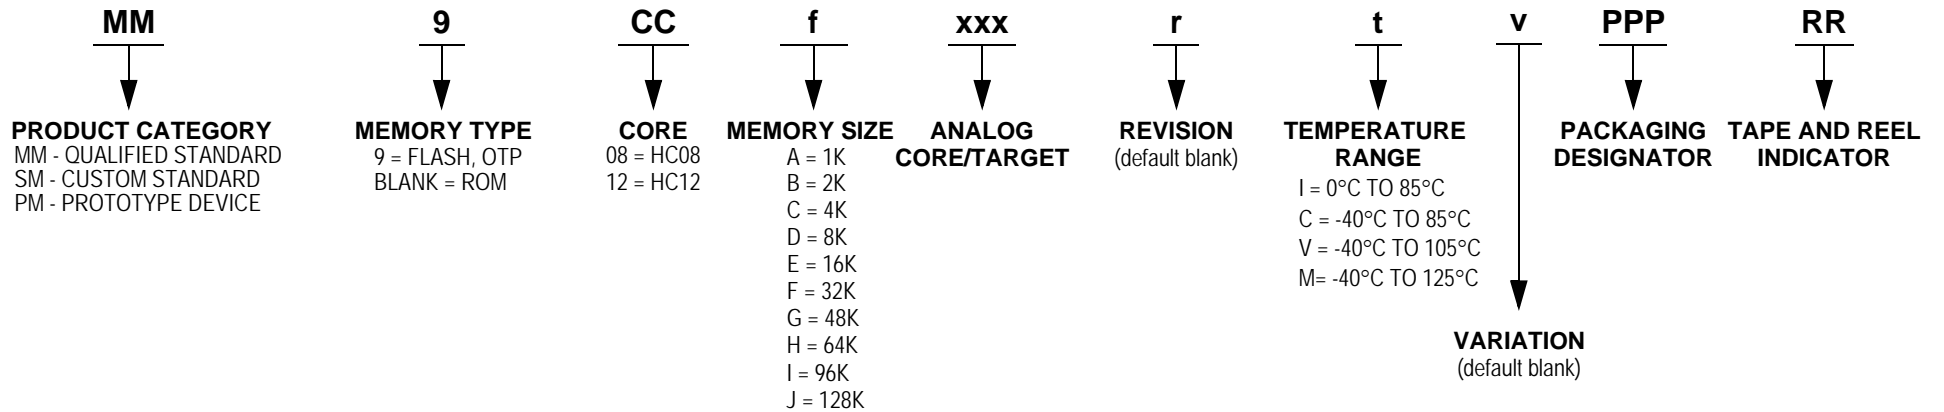 MM 9 CC f xxx r t v PPP RR
PRODUCT CATEGORY
MM - QUALIFIED STANDARD
SM - CUSTOM STANDARD
PM - PROTOTYPE DEVICE
MEMORY TYPE
9 = FLASH, OTP
BLANK = ROM
CORE
08 = HC08
12 = HC12
MEMORY SIZE
A = 1K
B = 2K
C = 4K
D = 8K
E = 16K
F = 32K
G = 48K
H = 64K
I = 96K
J = 128K
ANALOG
CORE/TARGET
REVISION
(default blank)
TEMPERATURE
RANGE
I = 0°C TO 85°C
C = -40°C TO 85°C
V = -40°C TO 105°C
M= -40°C TO 125°C
VARIATION
(default blank)
PACKAGING
DESIGNATOR
TAPE AND REEL
INDICATOR